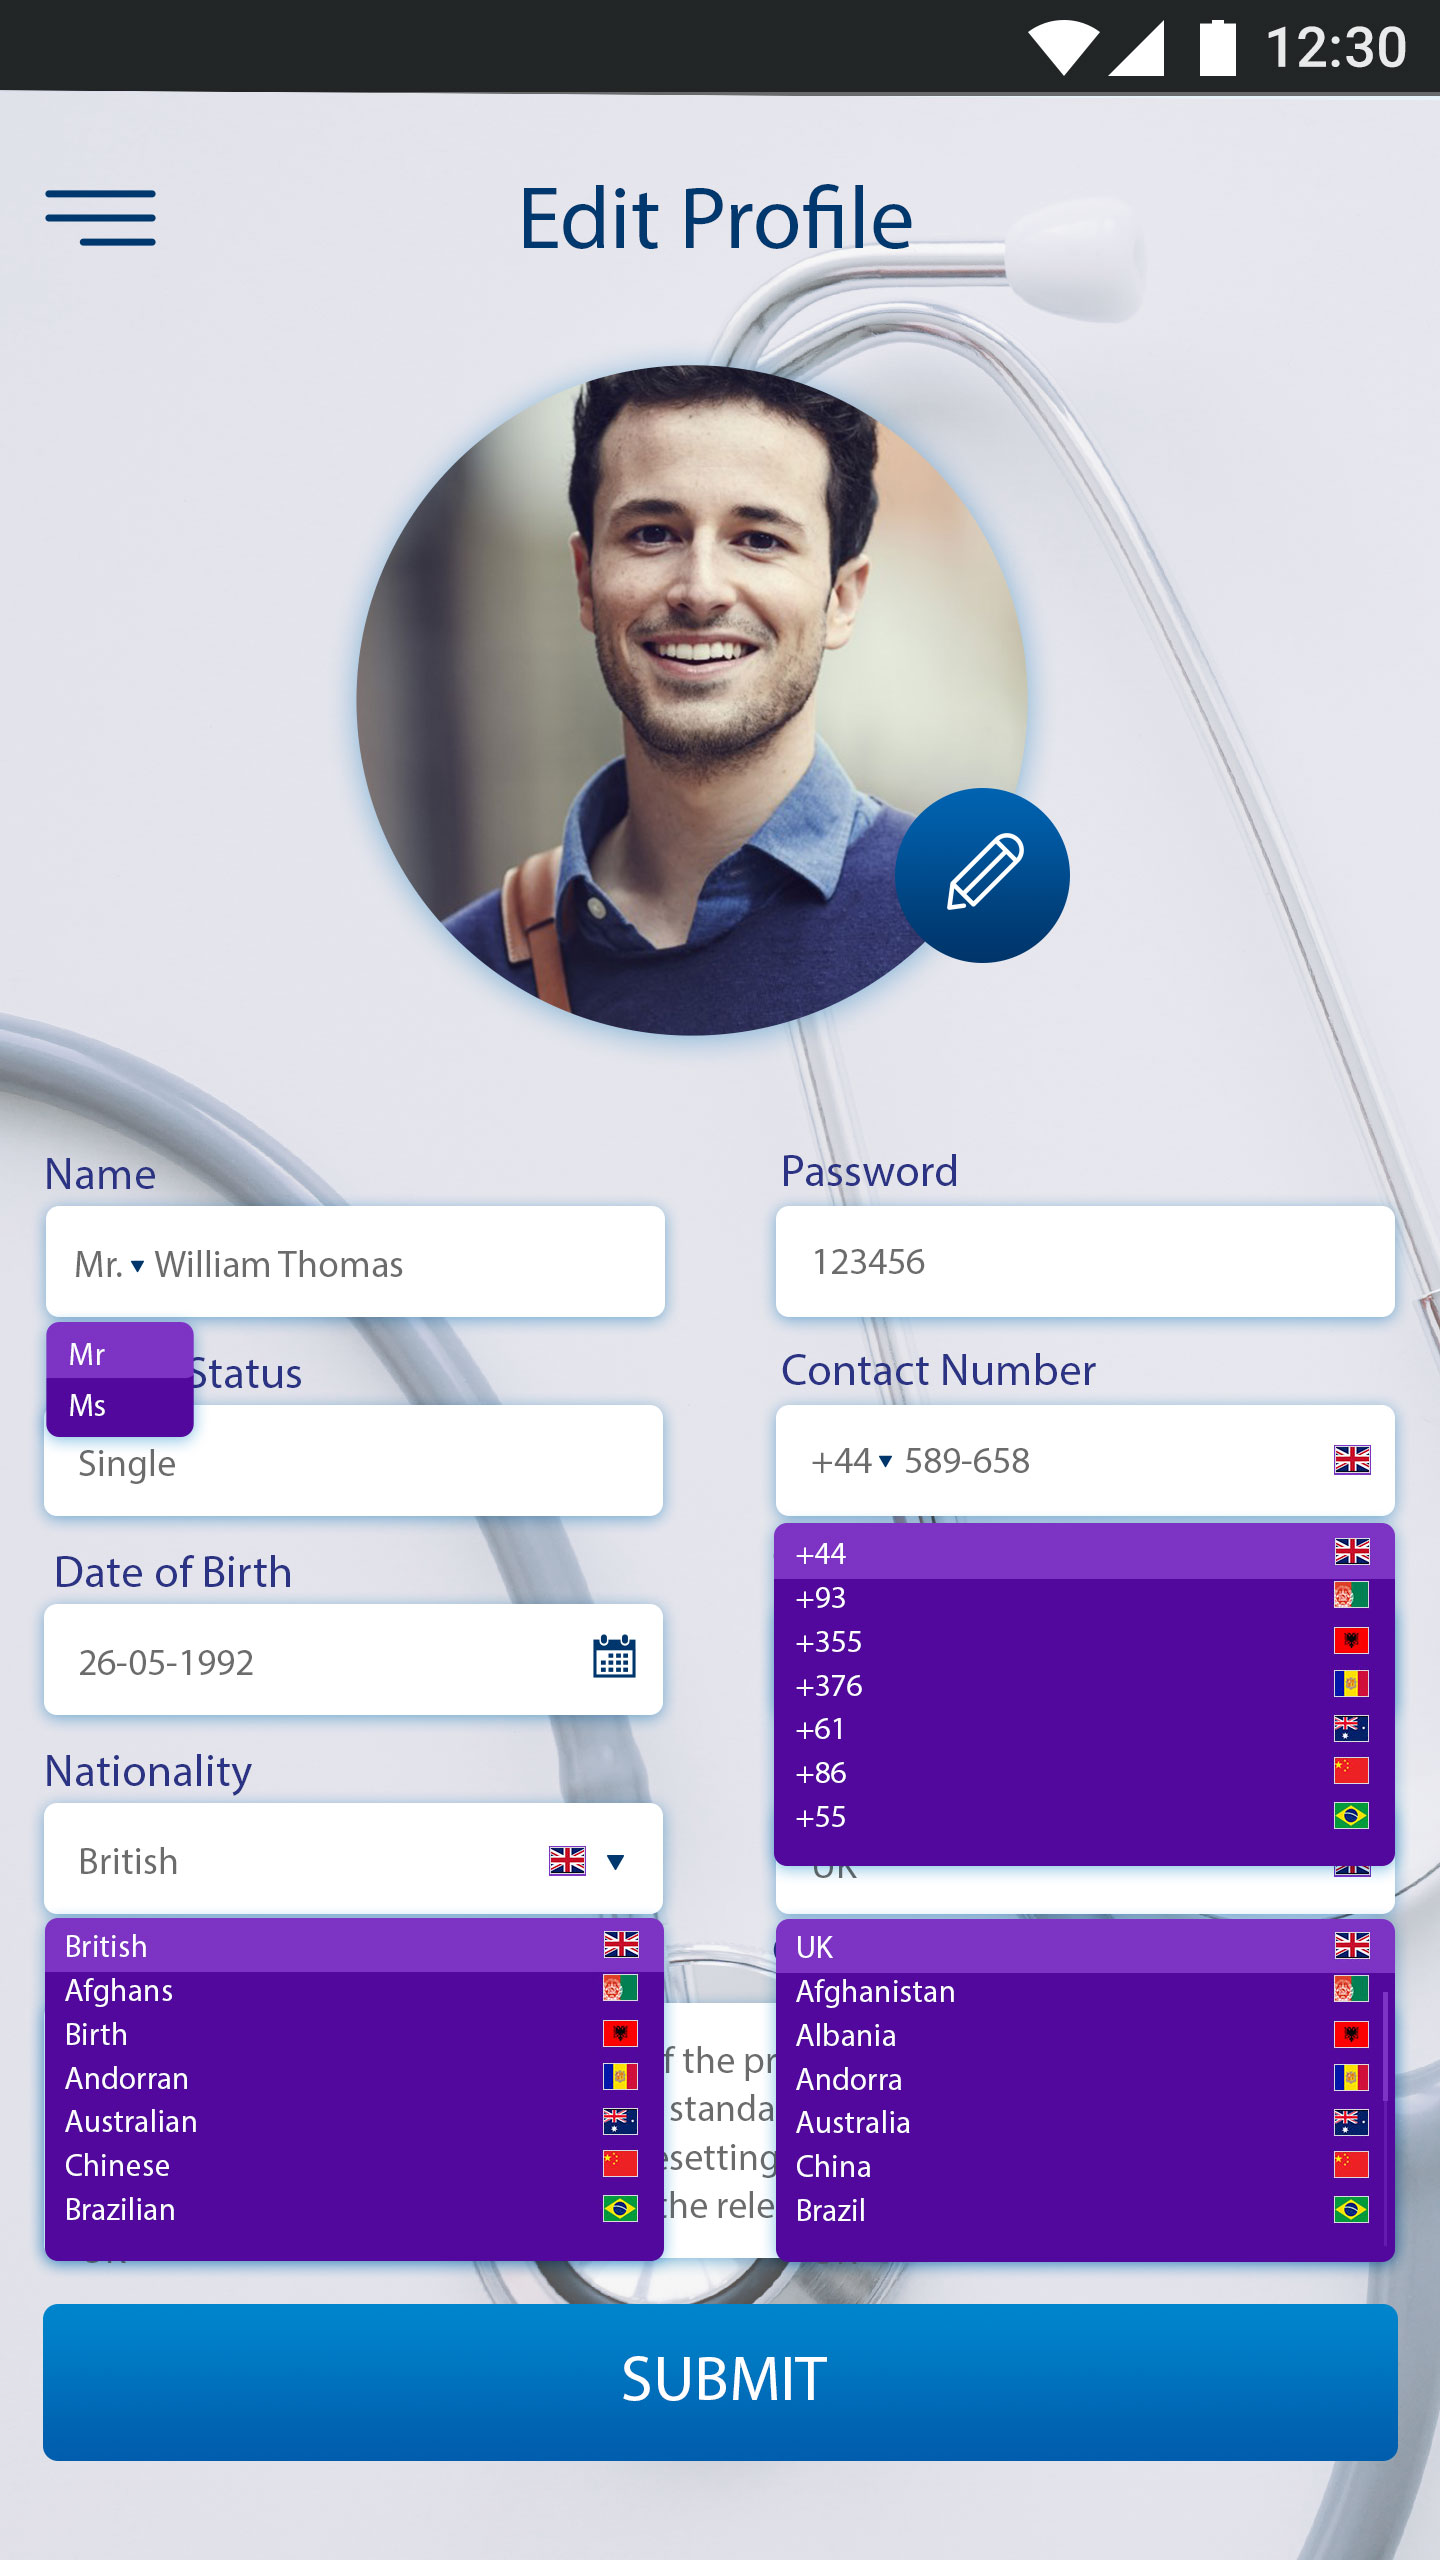 12:30
Edit Profile
Name
Mr. William Thomas
Mr
Ms
Status
Single
Date of Birth
26-05-1992
Nationality
British
British
Afghans
Birth
Andorran
Australian
Chinese
Brazilian
Password
123456
Contact Number
+44 589-658
+44
+93
+355
+376
+61
+86
+55
UK
UK
Afghanistan
Albania
Andorra
Australia
China
Brazil
f the pr
standa
esetting
the rele
SUBMIT